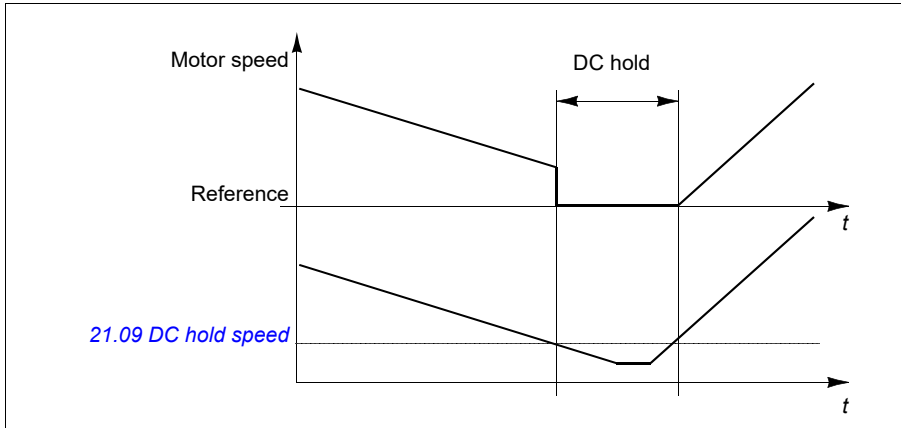 Motor speed
DC hold
Reference
t
21.09 DC hold speed
t